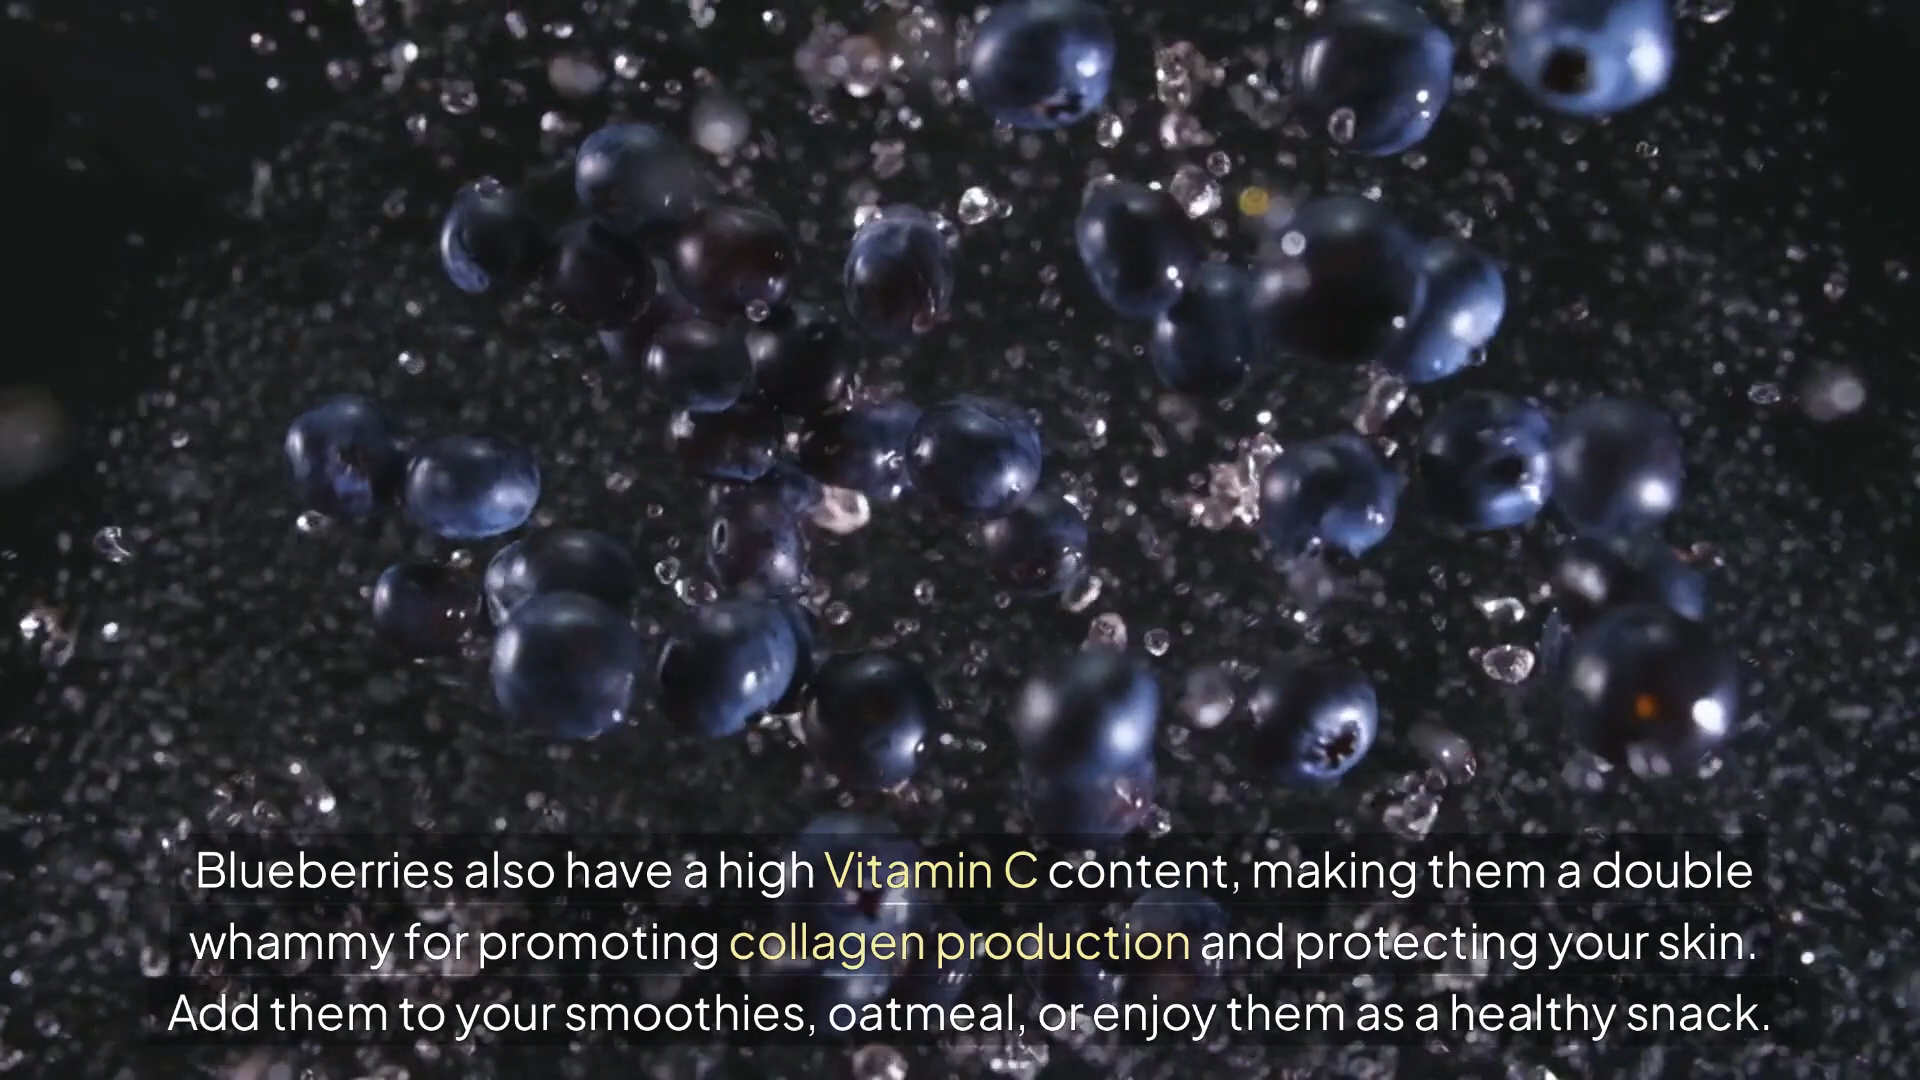 Blueberries also have a high Vitamin C content, making them a double
whammy for promoting collagen production and protecting your skin.
Add them to your smoothies, oatmeal, or enjoy them as a healthy snack.